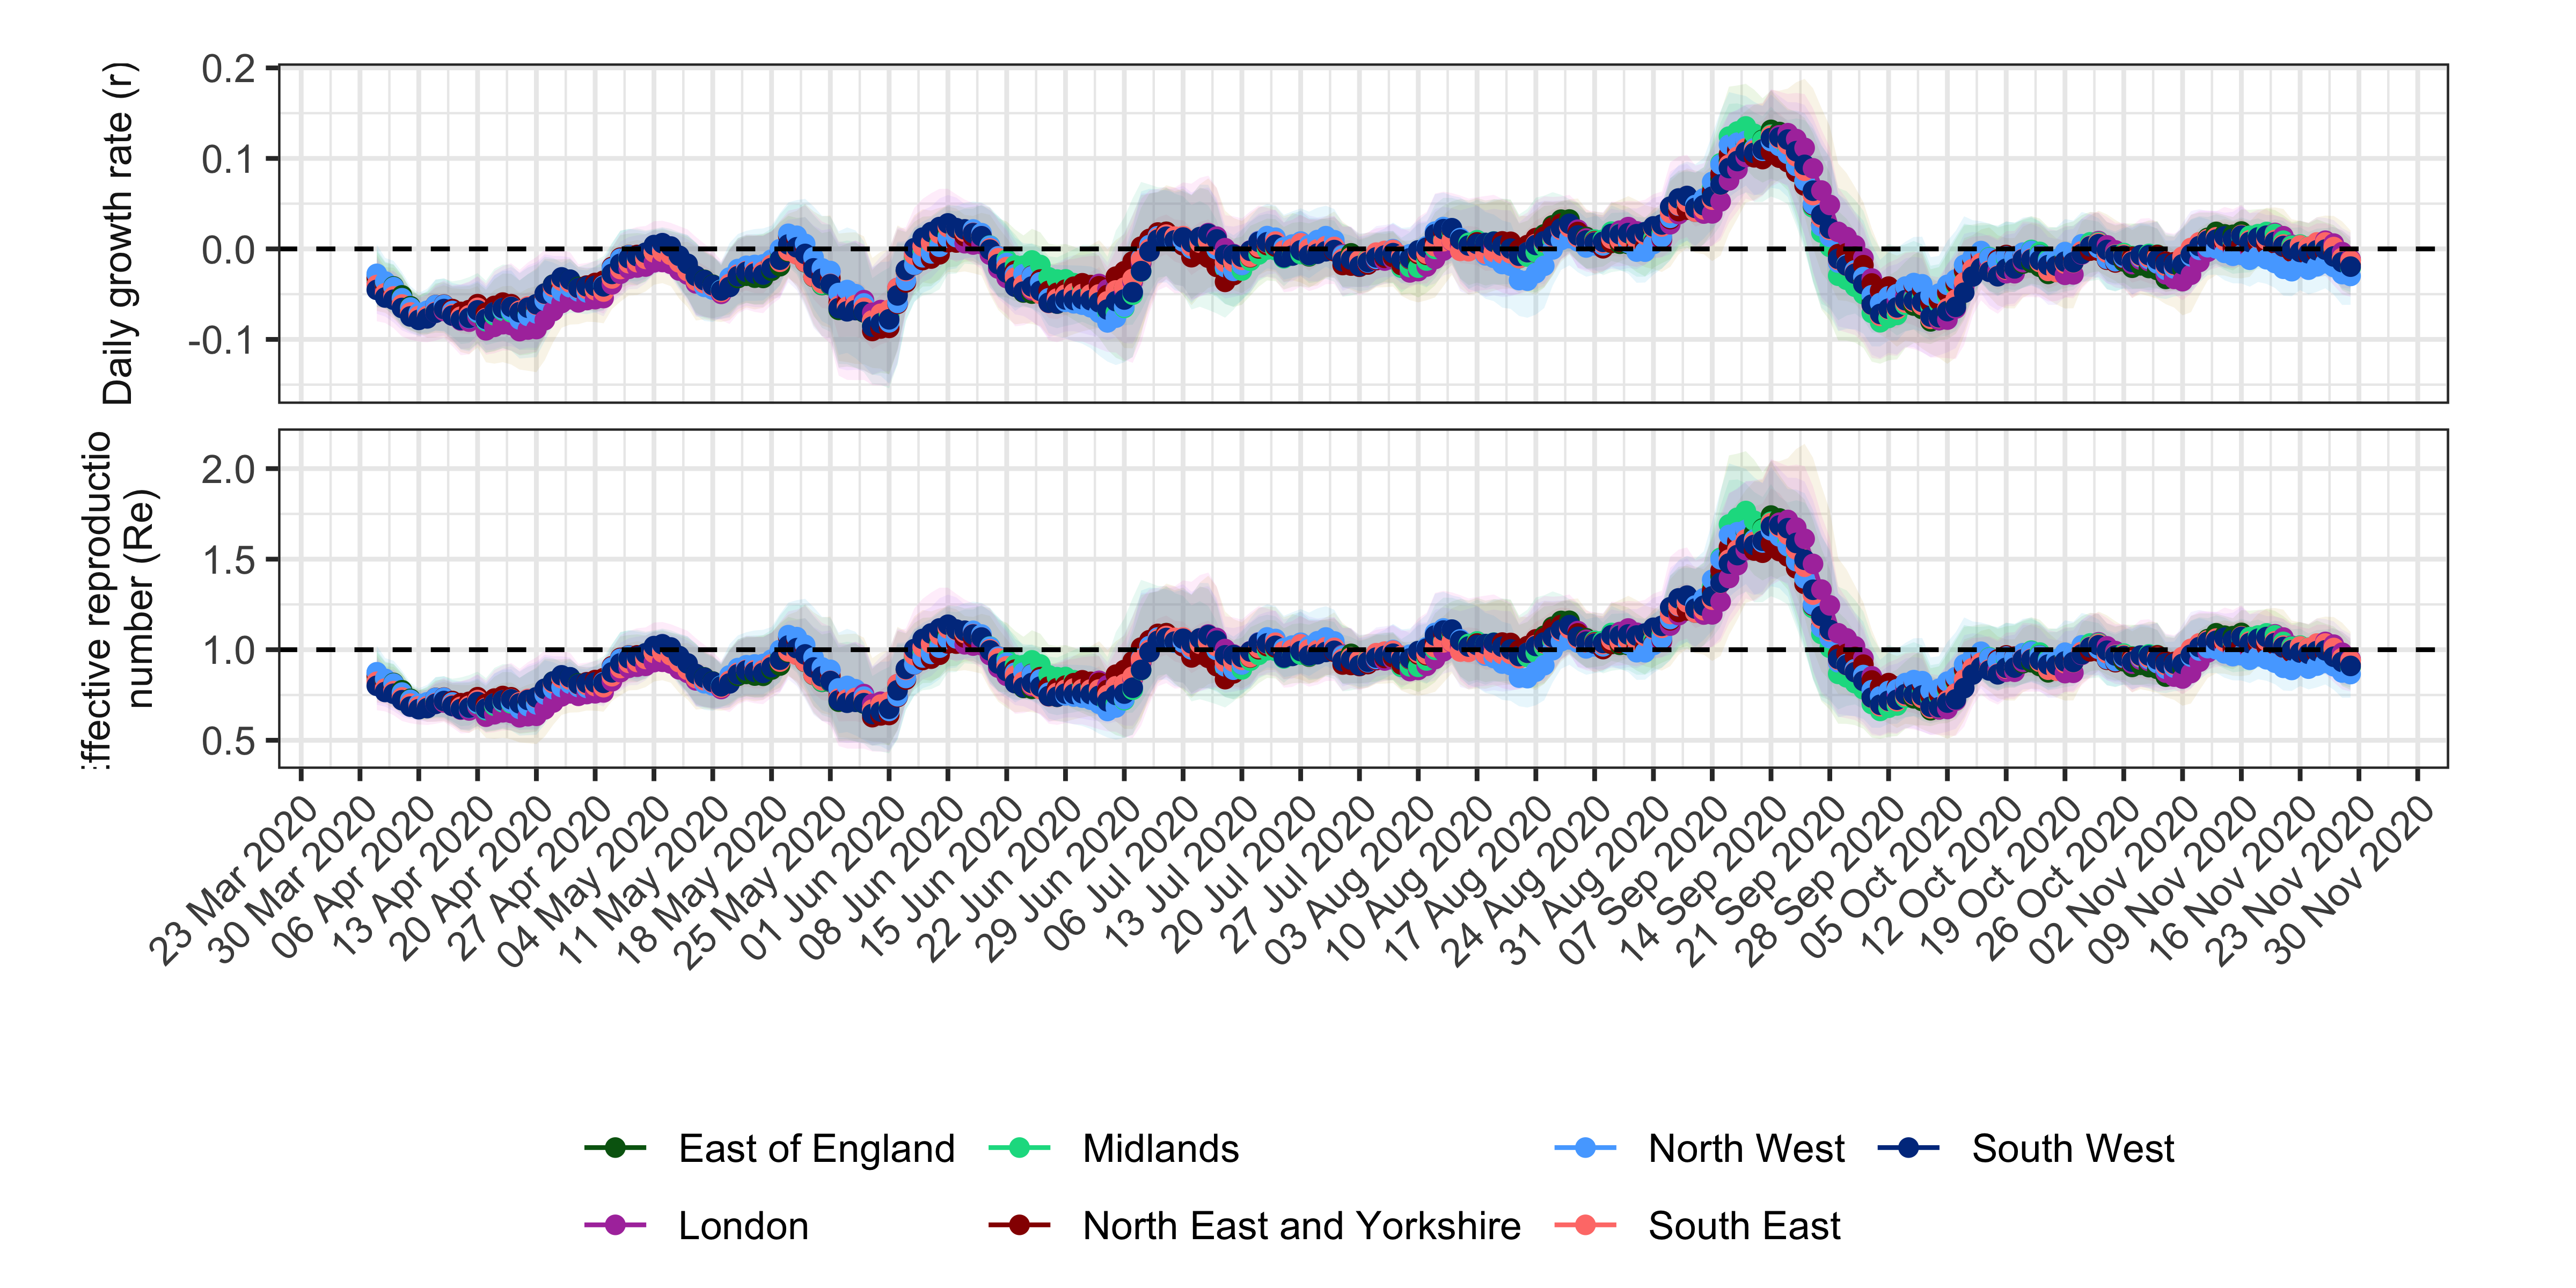 Daily growth rate (r)
0.2
0.1
0.0
-0.1
number (Re)
2.0
1.5
1.0
0.5
23 Mar 2020
30 Mar 2020
06 Apr 2020
13 Apr 2020
20 Apr 2020
27 Apr 2020
04 May 2020
11 May 2020
18 May 2020
25 May 2020
01 Jun 2020
08 Jun 2020
15 Jun 2020
22 Jun 2020
29 Jun 2020
06 Jul 2020
13 Jul 2020
20 Jul 2020
27 Jul 2020
03 Aug 2020
10 Aug 2020
17 Aug 2020
24 Aug 2020
31 Aug 2020
07 Sep 2020
14 Sep 2020
21 Sep 2020
28 Sep 2020
05 Oct 2020
12 Oct 2020
19 Oct 2020
26 Oct 2020
02 Nov 2020
09 Nov 2020
16 Nov 2020
23 Nov 2020
30 Nov 2020
East of England
Midlands
North West
South West
London
North East and Yorkshire
South East